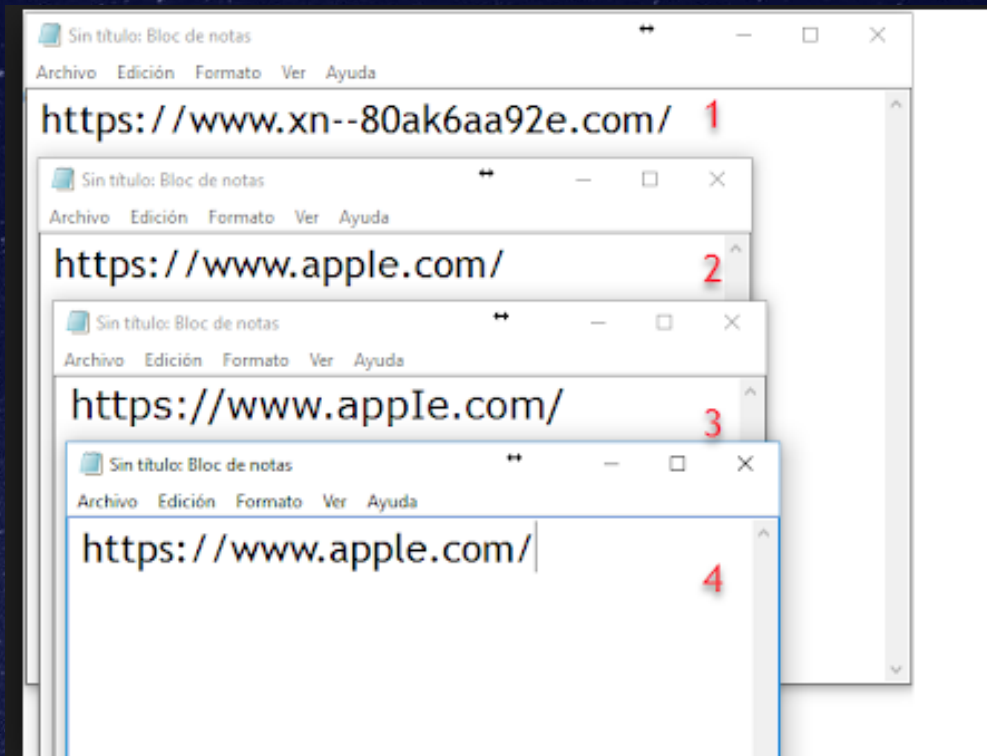 Sin título: Bloc de notas
Archivo Edición Formato Ver Ayuda
https://www.xn--80ak6aa92e.com/ 1
Sin título: Bloc de notas
Archivo Edición Formato Ver Ayuda
https://www.apple.com/ 2
Sin título: Bloc de notas
Archivo Edición Formato Ver Ayuda
https://www.appIe.com/ 3
Sin título: Bloc de notas
Archivo Edición Formato Ver Ayuda
https://www.apple.com/ 4